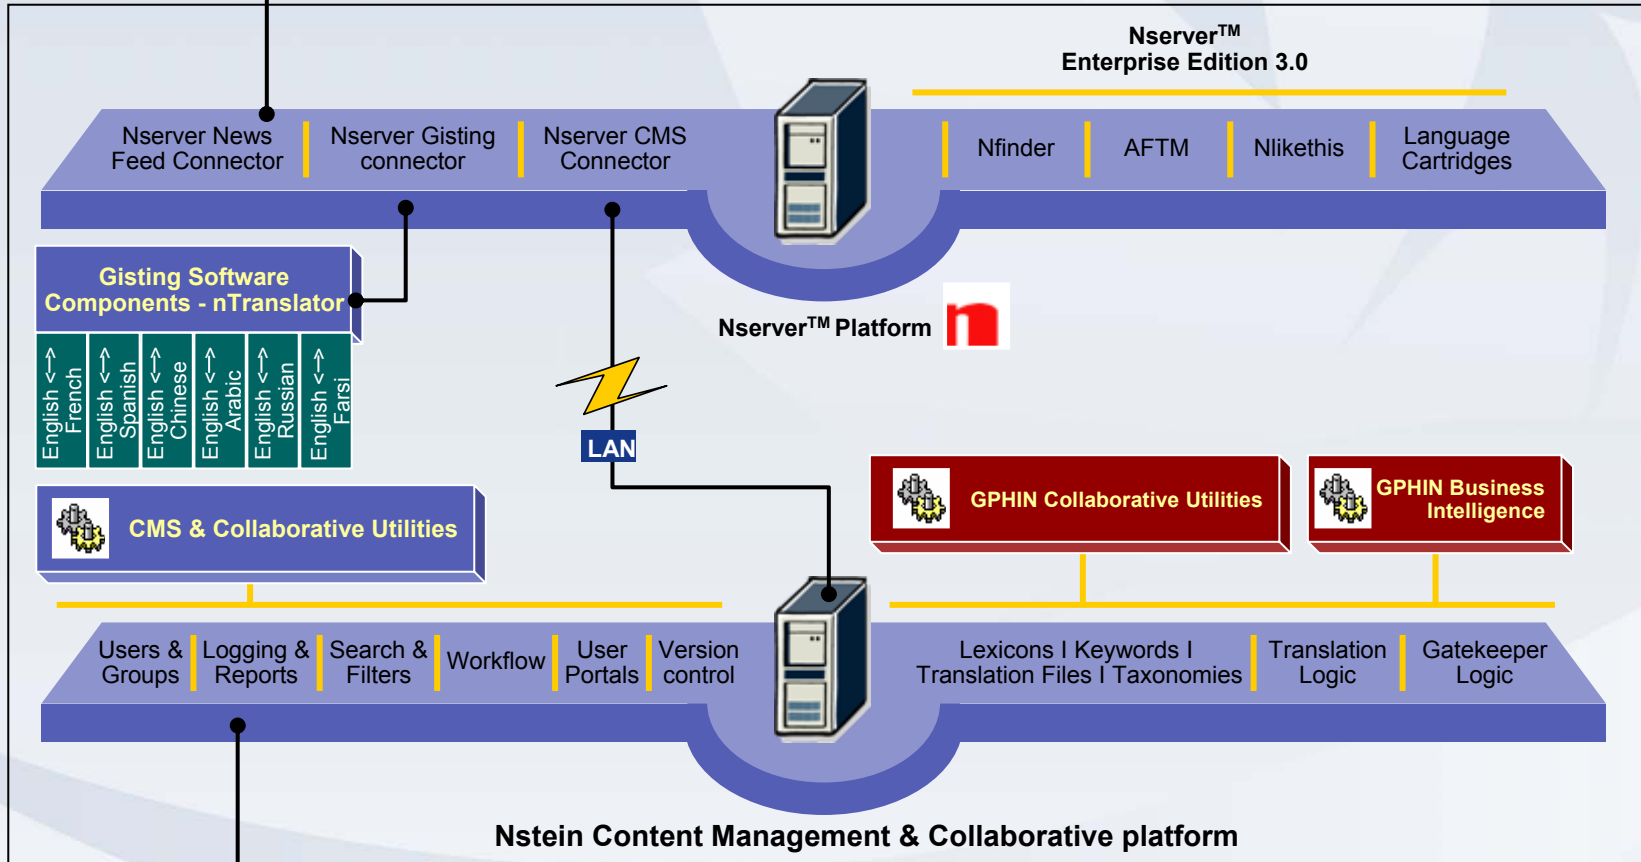 Nserver™
Enterprise Edition 3.0
Nserver News
Feed Connector
Nserver Gisting
connector
Nserver CMS
Connector
Nfinder
AFTM
Nlikethis
Language
Cartridges
Gisting Software
Components - nTranslator
English <-->
French
English <-->
Spanish
English <-->
Chinese
English <-->
Arabic
English <-->
Russian
English <-->
Farsi
Nserver™ Platform
n
LAN
CMS & Collaborative Utilities
GPHIN Collaborative Utilities
GPHIN Business
Intelligence
Users &
Groups
Logging &
Reports
Search &
Filters
Workflow
User
Portals
Version
control
Lexicons I Keywords I
Translation Files I Taxonomies
Translation
Logic
Gatekeeper
Logic
Nstein Content Management & Collaborative platform